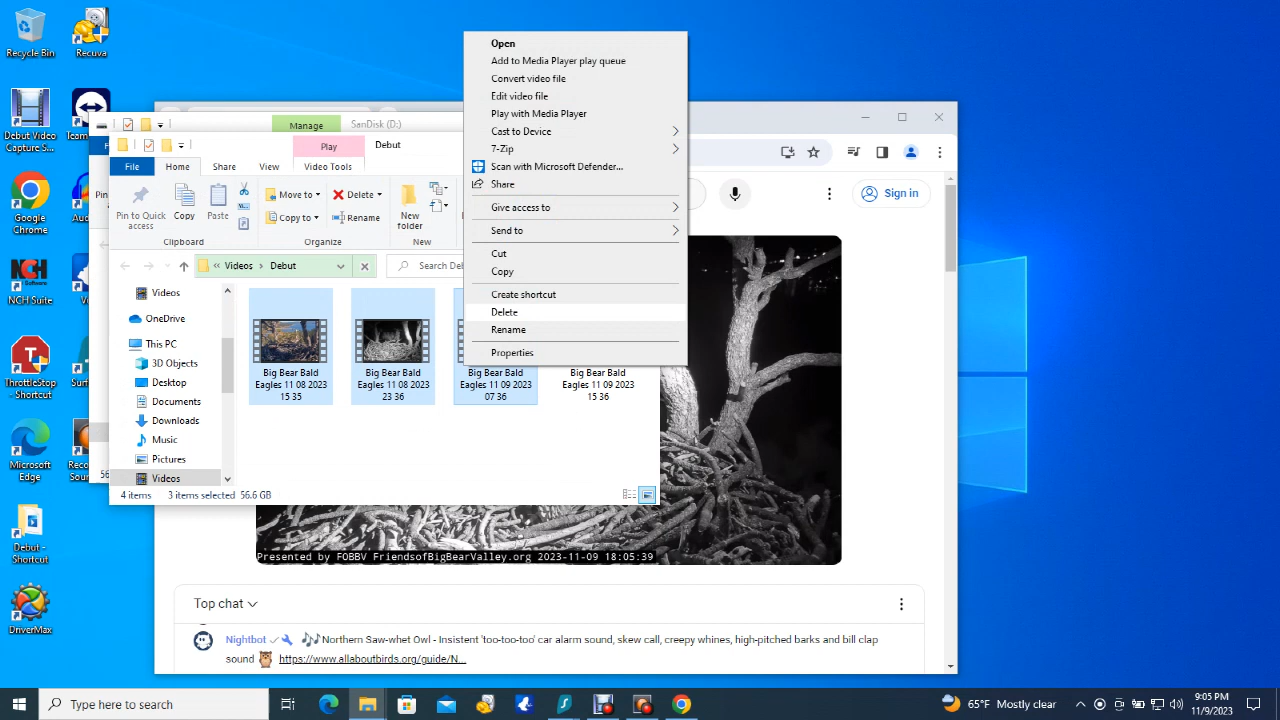 Recycle Bin
Recuva
Debut Video
Capture S...
Team
Google
Chrome
Aud
NCH Suite
ThrottleStop
- Shortcut
Surf
Microsoft
Edge
Reco
Soun
Debut -
Shortcut
DriverMax
Manage
SanDisk (D:)
Play
Debut
File
Home
Share
View
Video Tools
Pin to Quick
access
Copy
Paste
Clipboard
Move to
Delete
Copy to
Rename
Organize
New
folder
New
« Videos > Debut
Search Deb
Videos
OneDrive
This PC
3D Objects
Desktop
Documents
Downloads
Music
Pictures
Videos
Big Bear Bald
Eagles 11 08 2023
15 35
Big Bear Bald
Eagles 11 08 2023
23 36
Big Bear Bald
Eagles 11 09 2023
07 36
Big Bear Bald
Eagles 11 09 2023
15 36
4 items
3 items selected
56.6 GB
Open
Add to Media Player play queue
Convert video file
Edit video file
Play with Media Player
Cast to Device
7-Zip
Scan with Microsoft Defender...
Share
Give access to
Send to
Cut
Copy
Create shortcut
Delete
Rename
Properties
Sign in
Presented by FOBBV FriendsofBigBearValley.org 2023-11-09 18:05:39
Top chat
Nightbot Northern Saw-whet Owl - Insistent 'too-too-too' car alarm sound, skew call, creepy whines, high-pitched barks and bill clap
sound https://www.allaboutbirds.org/guide/N...
Type here to search
65°F Mostly clear
9:05 PM
11/9/2023